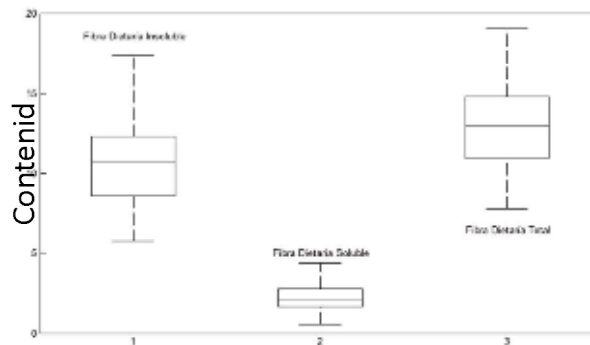 Contenid
20
15
10
5
0
Fibra Dietaria Insoluble
Fibra Dietaria Soluble
Fibra Dietaria Total
1
2
3